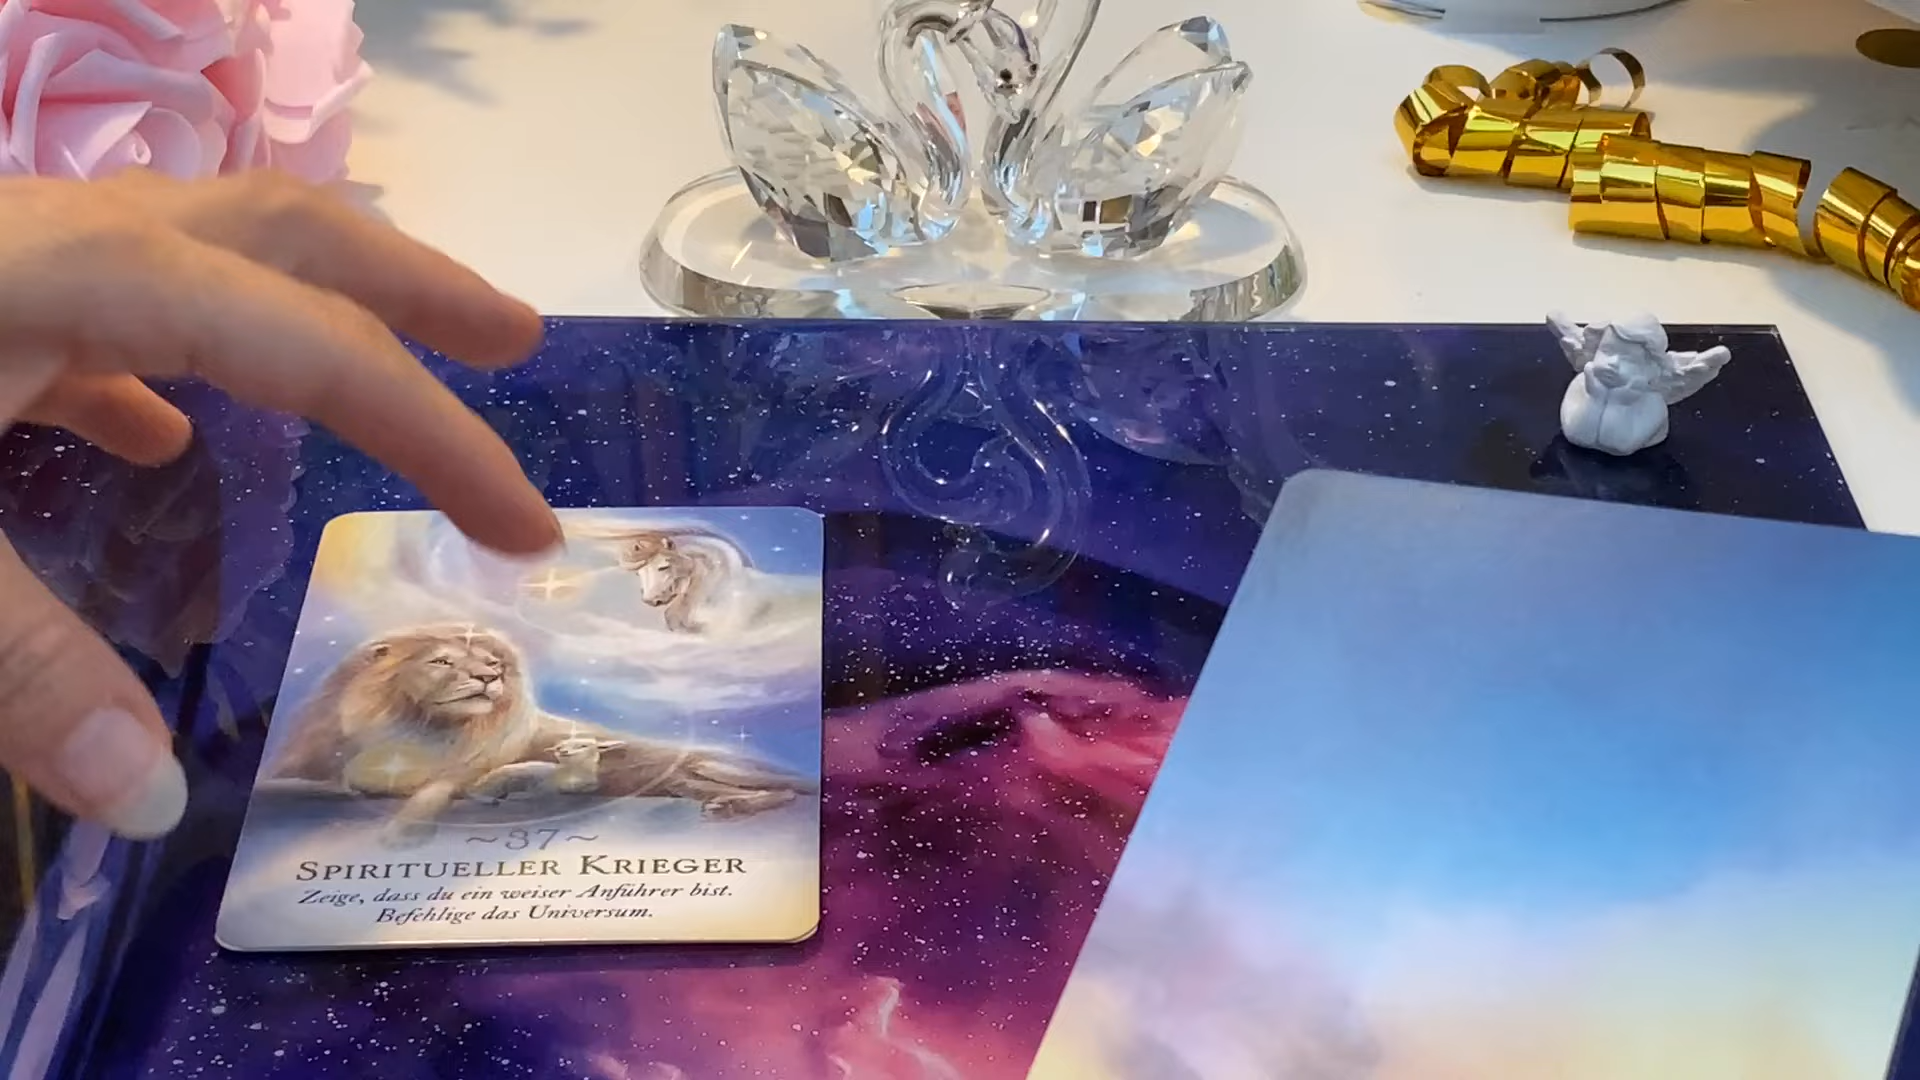 ~37~
Spiritueller Krieger
Zeige, dass du ein weiser Anführer bist.
Befehlige das Universum.